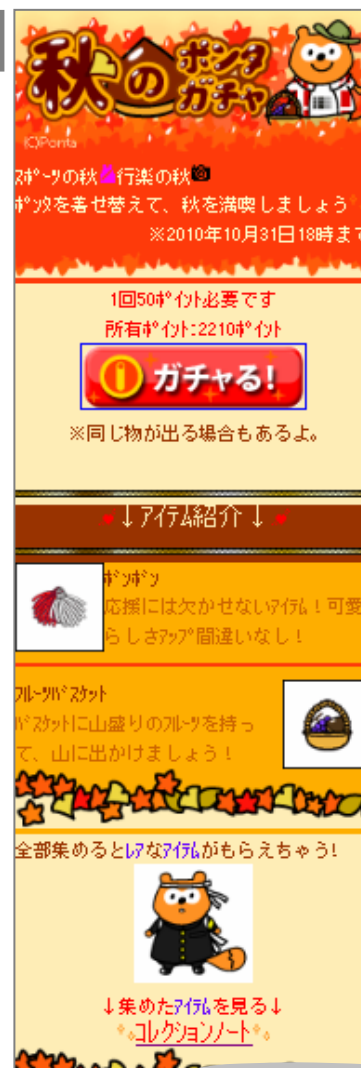 秋の
ポンタ
ガチャ
(C)Ponta
ｽﾎﾟｰﾂの秋行楽の秋
ﾎﾟﾝﾀを着せ替えて、秋を満喫しましょう
※2010年10月31日18時まで
1回50ﾎﾟｲﾝﾄ必要です
所有ﾎﾟｲﾝﾄ:2210ﾎﾟｲﾝﾄ
ガチャる!
※同じ物が出る場合もあるよ。
↓ｱｲﾃﾑ紹介↓
ﾎﾞﾝﾎﾞﾝ
応援には欠かせないｱｲﾃﾑ！可愛
らしさｱｯﾌﾟ間違いなし！
ﾌﾙｰﾂﾊﾞｽｹｯﾄ
ﾊﾞｽｹｯﾄに山盛りのﾌﾙｰﾂを持っ
て、山に出かけましょう！
全部集めるとﾚｱなｱｲﾃﾑがもらえちゃう!
↓集めたｱｲﾃﾑを見る↓
ｺﾚｸｼｮﾝﾉｰﾄ